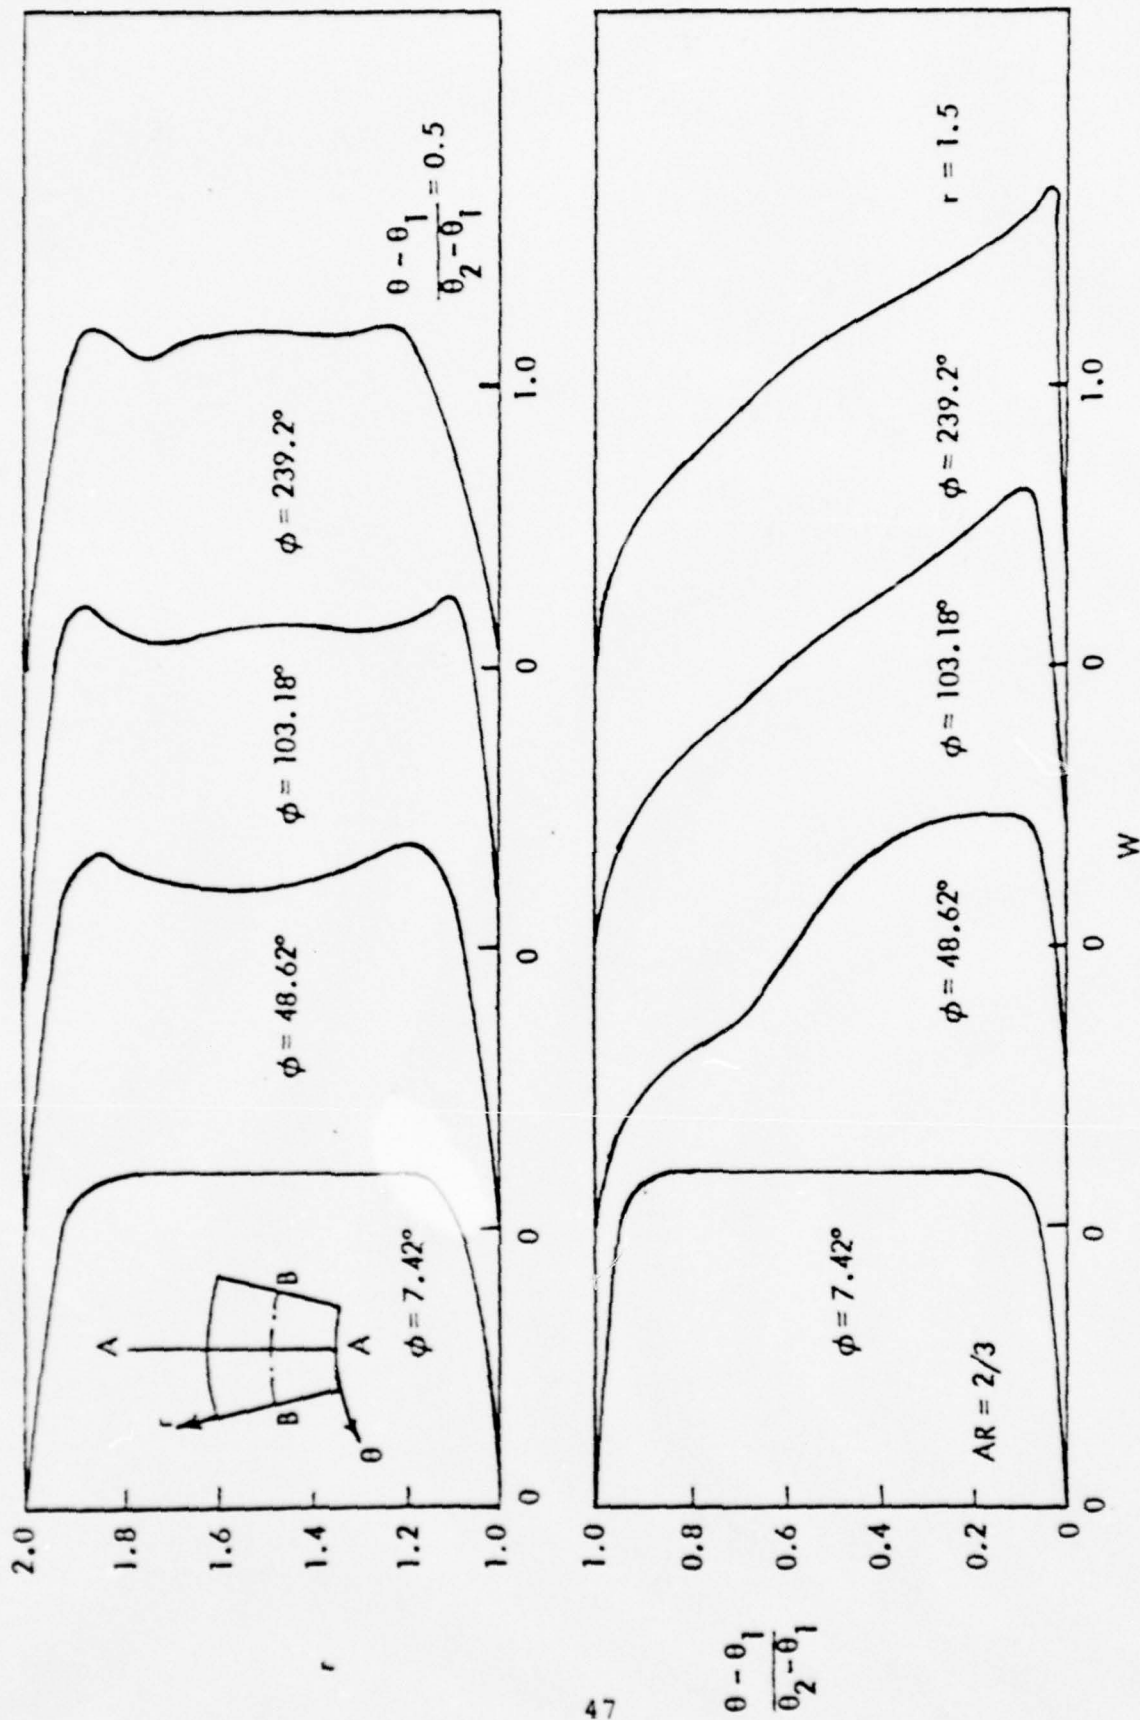 2.0
1.8
1.6
1.4
1.2
1.0
r
A
A
B
B
r
θ
ϕ = 7.42°
ϕ = 48.62°
ϕ = 103.18°
ϕ = 239.2°
θ - θ1
θ2 - θ1
= 0.5
0
0
0
0
1.0
1.0
0.8
0.6
0.4
0.2
0
θ - θ1
θ2 - θ1
ϕ = 7.42°
AR = 2/3
ϕ = 48.62°
ϕ = 103.18°
ϕ = 239.2°
r = 1.5
0
0
0
0
1.0
W
47